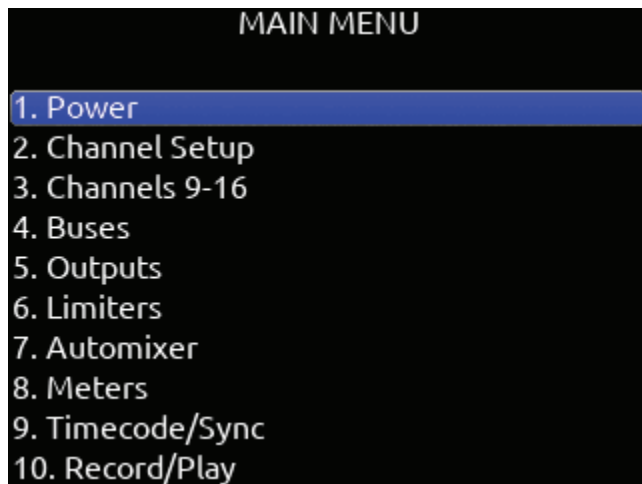 MAIN MENU
1. Power
2. Channel Setup
3. Channels 9-16
4. Buses
5. Outputs
6. Limiters
7. Automixer
8. Meters
9. Timecode/Sync
10. Record/Play